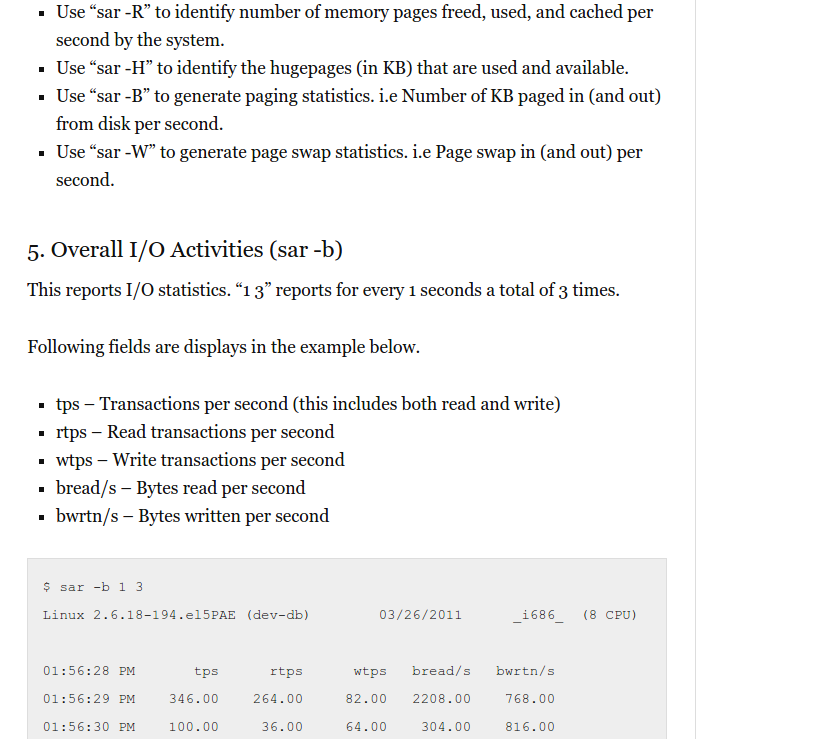 ▪ Use “sar -R” to identify number of memory pages freed, used, and cached per
second by the system.
▪ Use “sar -H” to identify the hugepages (in KB) that are used and available.
▪ Use “sar -B” to generate paging statistics. i.e Number of KB paged in (and out)
from disk per second.
▪ Use “sar -W” to generate page swap statistics. i.e Page swap in (and out) per
second.
5. Overall I/O Activities (sar -b)
This reports I/O statistics. “1 3” reports for every 1 seconds a total of 3 times.
Following fields are displays in the example below.
▪ tps – Transactions per second (this includes both read and write)
▪ rtps – Read transactions per second
▪ wtps – Write transactions per second
▪ bread/s – Bytes read per second
▪ bwrtn/s – Bytes written per second
$ sar -b 1 3
Linux 2.6.18-194.el5PAE (dev-db) 03/26/2011 _i686_ (8 CPU)
01:56:28 PM tps rtps wtps bread/s bwrtn/s
01:56:29 PM 346.00 264.00 82.00 2208.00 768.00
01:56:30 PM 100.00 36.00 64.00 304.00 816.00